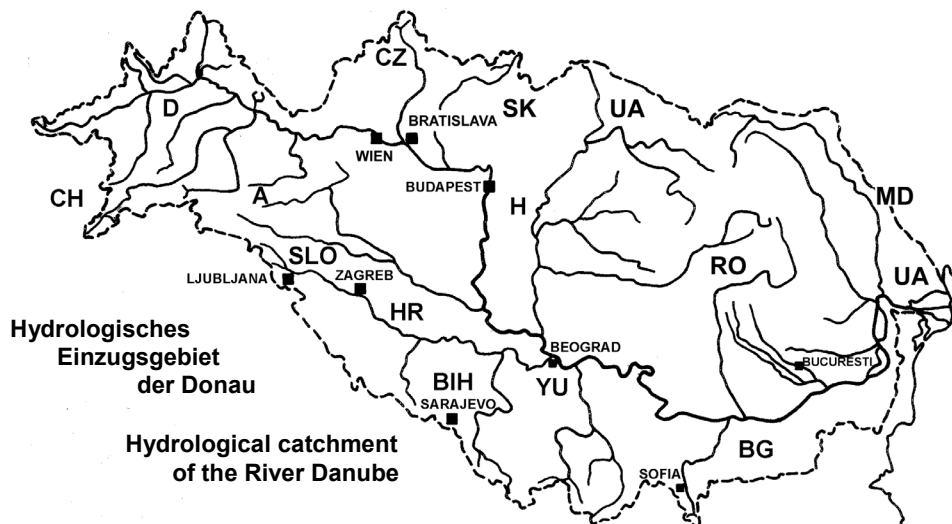 CZ
SK
UA
D
BRATISLAVA
WIEN
BUDAPEST
CH
A
H
MD
SLO
LJUBLJANA
ZAGREB
RO
UA
HR
Hydrologisches
Einzugsgebiet
der Donau
BEOGRAD
YU
BUCURESTI
BIH
SARAJEVO
Hydrological catchment
of the River Danube
BG
SOFIA